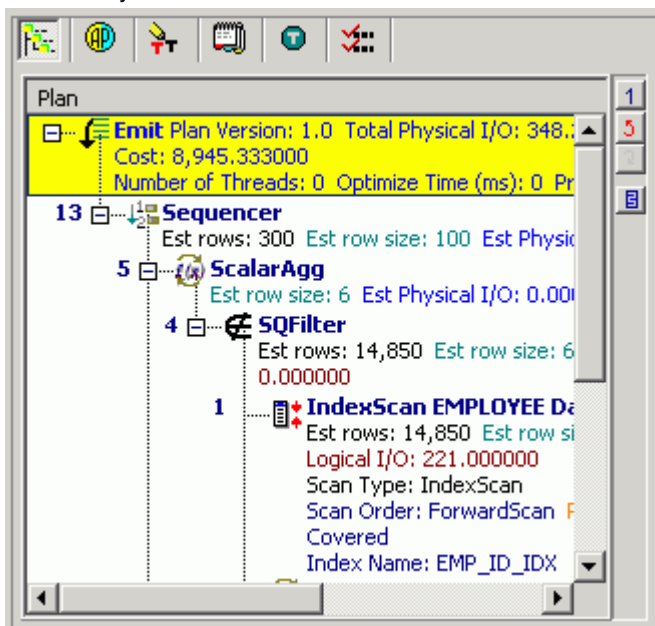 AP
TT
T
Plan
1
Emit Plan Version: 1.0 Total Physical I/O: 348.
5
Cost: 8,945.333000
Number of Threads: 0 Optimize Time (ms): 0 Pr
13 Sequencer
Est rows: 300 Est row size: 100 Est Physic
5 f(x) ScalarAgg
Est row size: 6 Est Physical I/O: 0.00
4 SQFilter
Est rows: 14,850 Est row size: 6
0.000000
1 IndexScan EMPLOYEE Da
Est rows: 14,850 Est row si
Logical I/O: 221.000000
Scan Type: IndexScan
Scan Order: ForwardScan
Covered
Index Name: EMP_ID_IDX